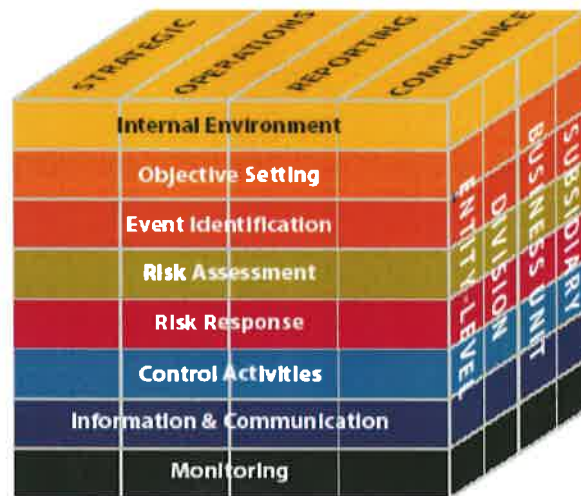 STRATEGIC
OPERATIONS
REPORTING
COMPLIANCE
Internal Environment
Objective Setting
Event Identification
Risk Assessment
Risk Response
Control Activities
Information & Communication
Monitoring
ENTITY-LEVEL
DIVISION
BUSINESS UNIT
SUBSIDIARY